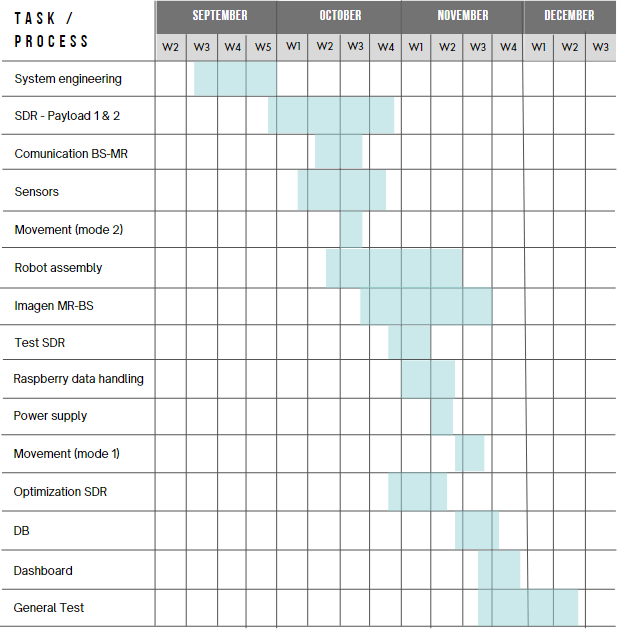 TASK /
PROCESS
SEPTEMBER OCTOBER NOVEMBER DECEMBER
W2 W3 W4 W5 W1 W2 W3 W4 W1 W2 W3 W4 W1 W2 W3
System engineering
SDR - Payload 1 & 2
Comunication BS-MR
Sensors
Movement (mode 2)
Robot assembly
Imagen MR-BS
Test SDR
Raspberry data handling
Power supply
Movement (mode 1)
Optimization SDR
DB
Dashboard
General Test